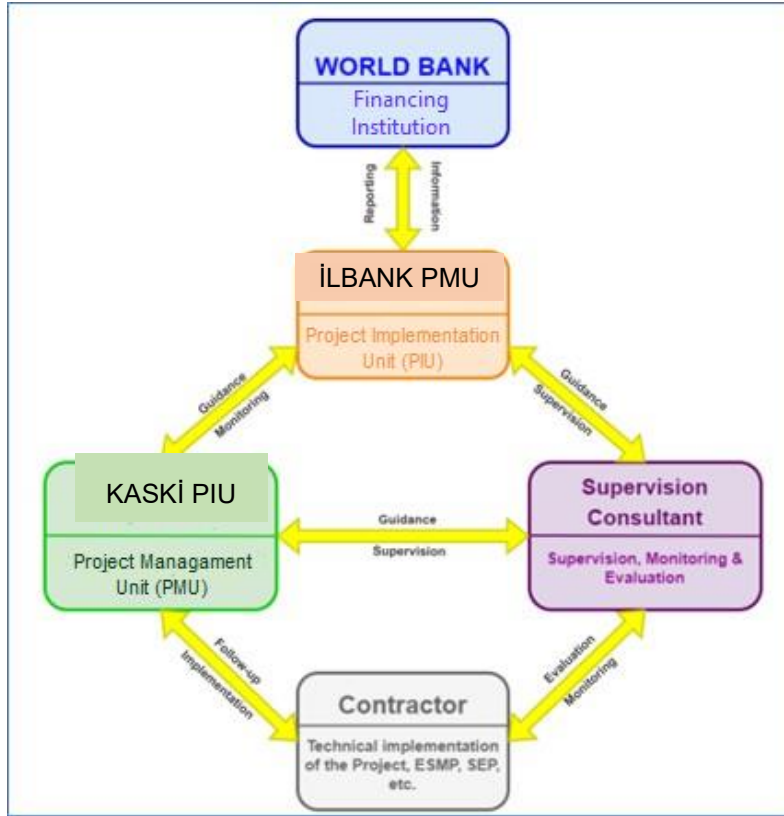 WORLD BANK
Financing
Institution
Reporting
Information
İLBANK PMU
Project Implementation
Unit (PIU)
Guidance
Monitoring
Guidance
Supervision
KASKİ PIU
Project Managament
Unit (PMU)
Guidance
Supervision
Supervision
Consultant
Supervision, Monitoring &
Evaluation
Follow-up
Implementation
Evaluation
Monitoring
Contractor
Technical implementation
of the Project, ESMP, SEP,
etc.